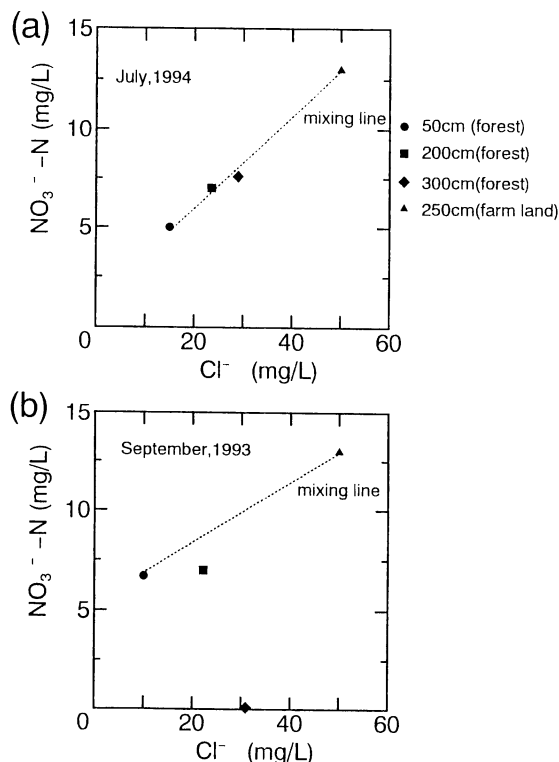 (a)
July,1994
mixing line
NO₃⁻ –N (mg/L)
15
10
5
0
20
40
60
Cl⁻ (mg/L)
● 50cm (forest)
■ 200cm(forest)
◆ 300cm(forest)
▲ 250cm(farm land)
(b)
September,1993
mixing line
NO₃⁻ –N (mg/L)
15
10
5
0
20
40
60
Cl⁻ (mg/L)